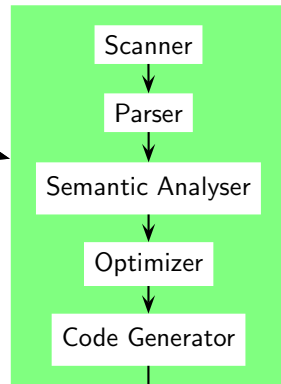 Scanner
Parser
Semantic Analyser
Optimizer
Code Generator